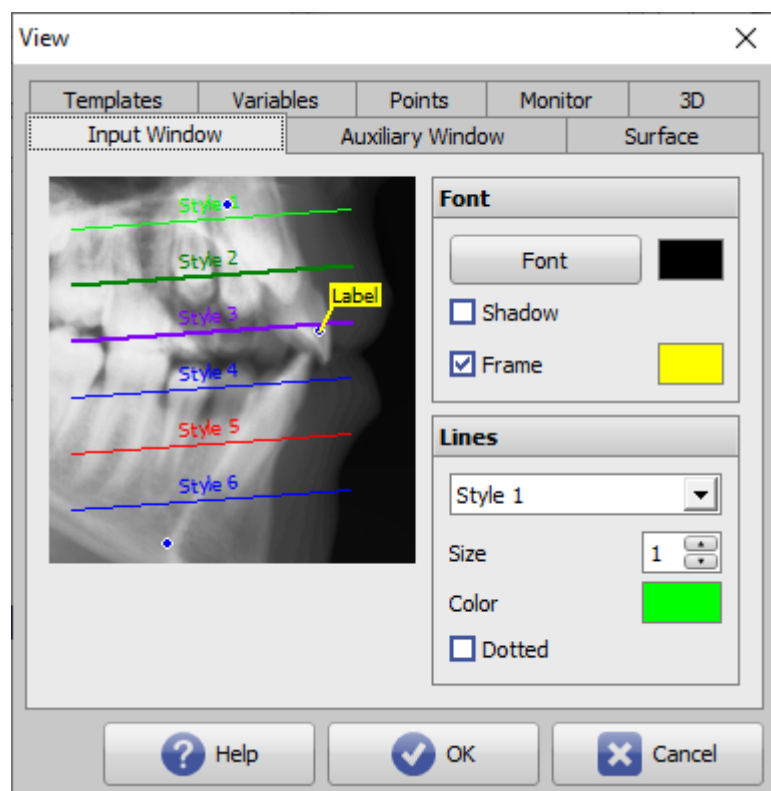 View
Templates Variables Points Monitor 3D
Input Window Auxiliary Window Surface
Style 1
Style 2
Label
Style 3
Style 4
Style 5
Style 6
Font
Font
Shadow
Frame
Lines
Style 1
Size 1
Color
Dotted
Help OK Cancel